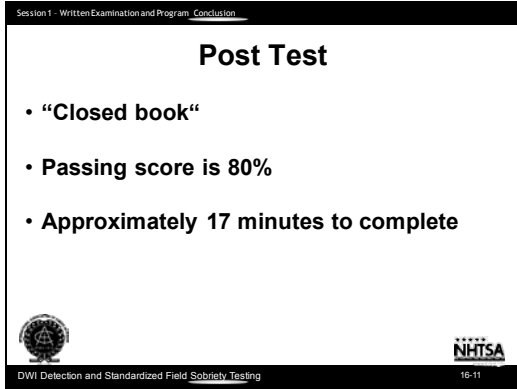 Session 1 - Written Examination and Program Conclusion
Post Test
• “Closed book“
• Passing score is 80%
• Approximately 17 minutes to complete
NHTSA
DWI Detection and Standardized Field Sobriety Testing
16-11